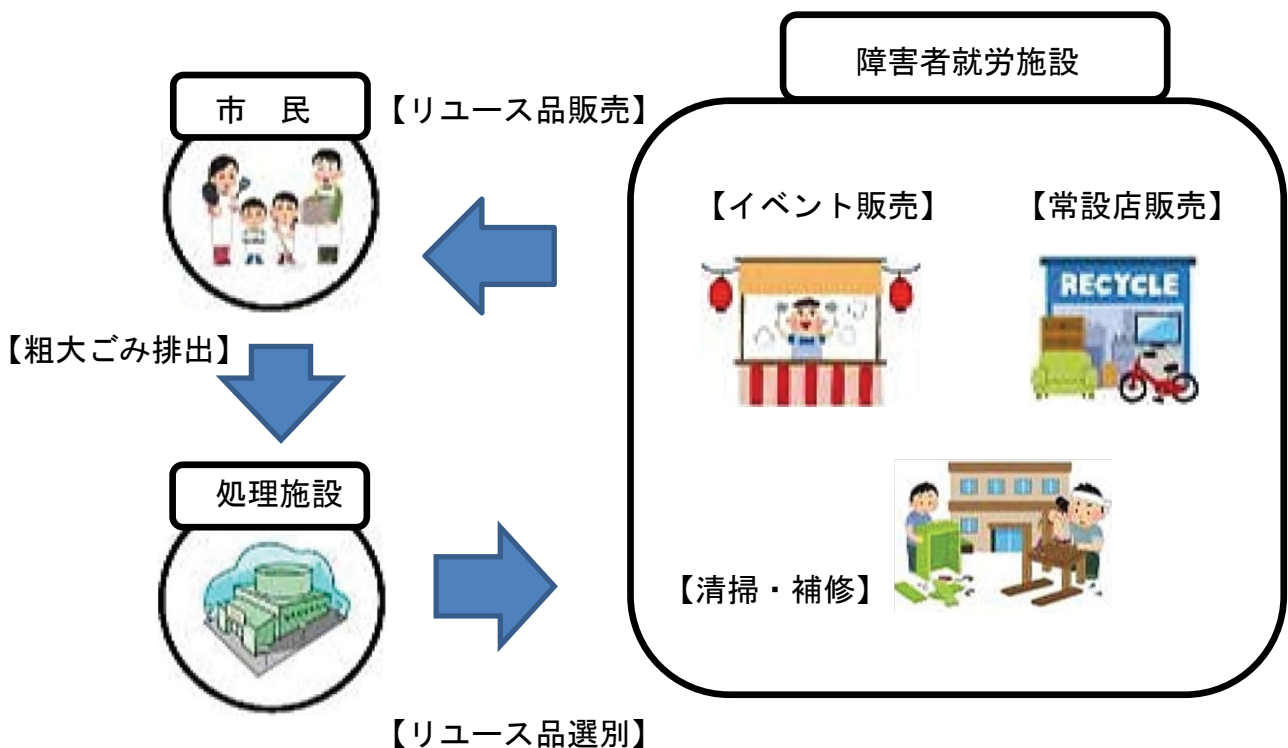 障害者就労施設
市　民
【リユース品販売】
【イベント販売】
【常設店販売】
RECYCLE
【粗大ごみ排出】
処理施設
【清掃・補修】
【リユース品選別】